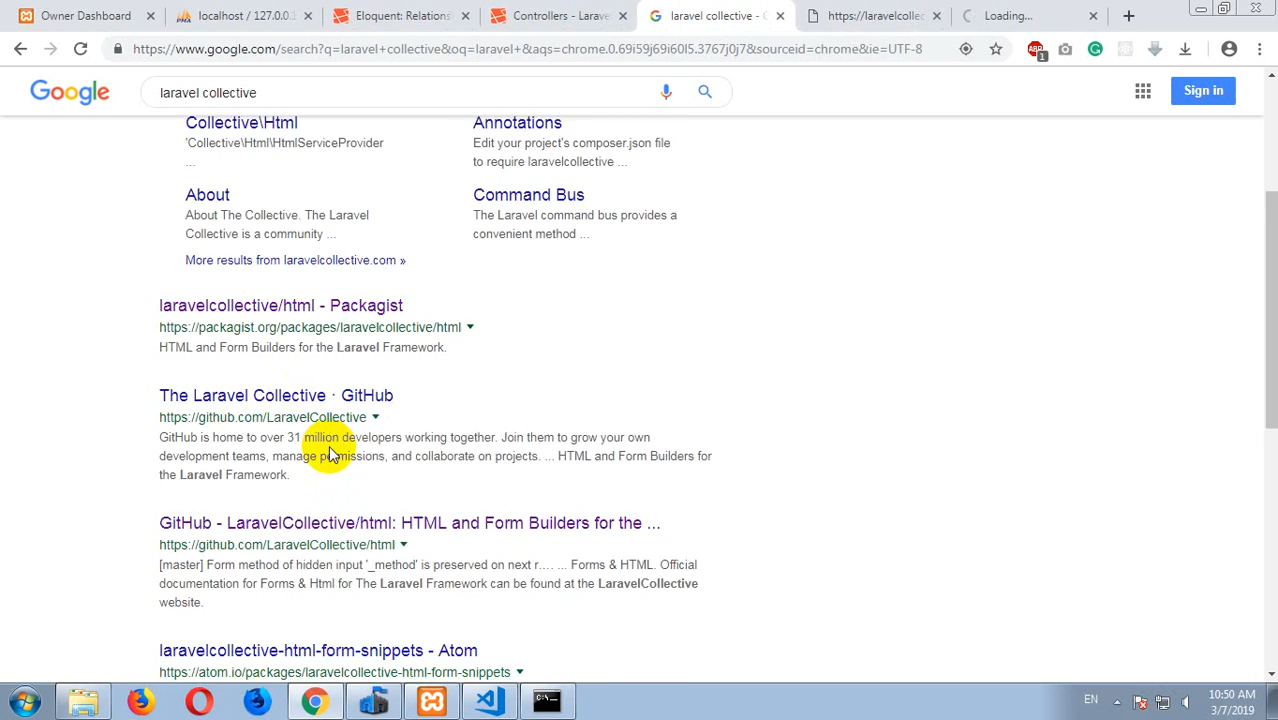 Owner Dashboard
localhost / 127.0.0.1
Eloquent: Relations
Controllers - Larave
laravel collective - G
https://laravelcollec
Loading...
https://www.google.com/search?q=laravel+collective&oq=laravel+&aqs=chrome.0.69i59j69i60l5.3767j0j7&sourceid=chrome&ie=UTF-8
ABP
1
Google
laravel collective
Sign in
Collective\Html
'Collective\Html\HtmlServiceProvider
...
Annotations
Edit your project's composer.json file
to require laravelcollective ...
About
About The Collective. The Laravel
Collective is a community ...
Command Bus
The Laravel command bus provides a
convenient method ...
More results from laravelcollective.com »
laravelcollective/html - Packagist
https://packagist.org/packages/laravelcollective/html
HTML and Form Builders for the Laravel Framework.
The Laravel Collective · GitHub
https://github.com/LaravelCollective
GitHub is home to over 31 million developers working together. Join them to grow your own
development teams, manage permissions, and collaborate on projects. ... HTML and Form Builders for
the Laravel Framework.
GitHub - LaravelCollective/html: HTML and Form Builders for the ...
https://github.com/LaravelCollective/html
[master] Form method of hidden input '_method' is preserved on next r.... ... Forms & HTML. Official
documentation for Forms & Html for The Laravel Framework can be found at the LaravelCollective
website.
laravelcollective-html-form-snippets - Atom
https://atom.io/packages/laravelcollective-html-form-snippets
EN
10:50 AM
3/7/2019